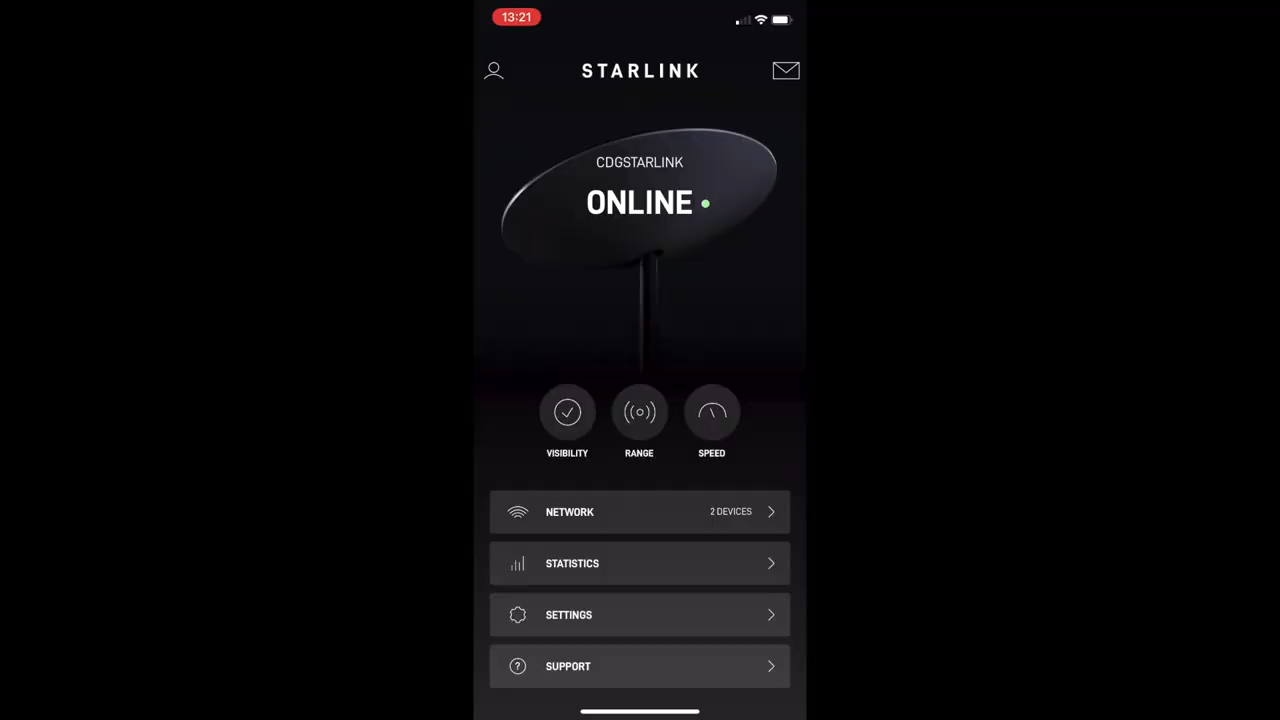 13:21
STARLINK
CDGSTARLINK
ONLINE
VISIBILITY RANGE SPEED
NETWORK 2 DEVICES
STATISTICS
SETTINGS
SUPPORT